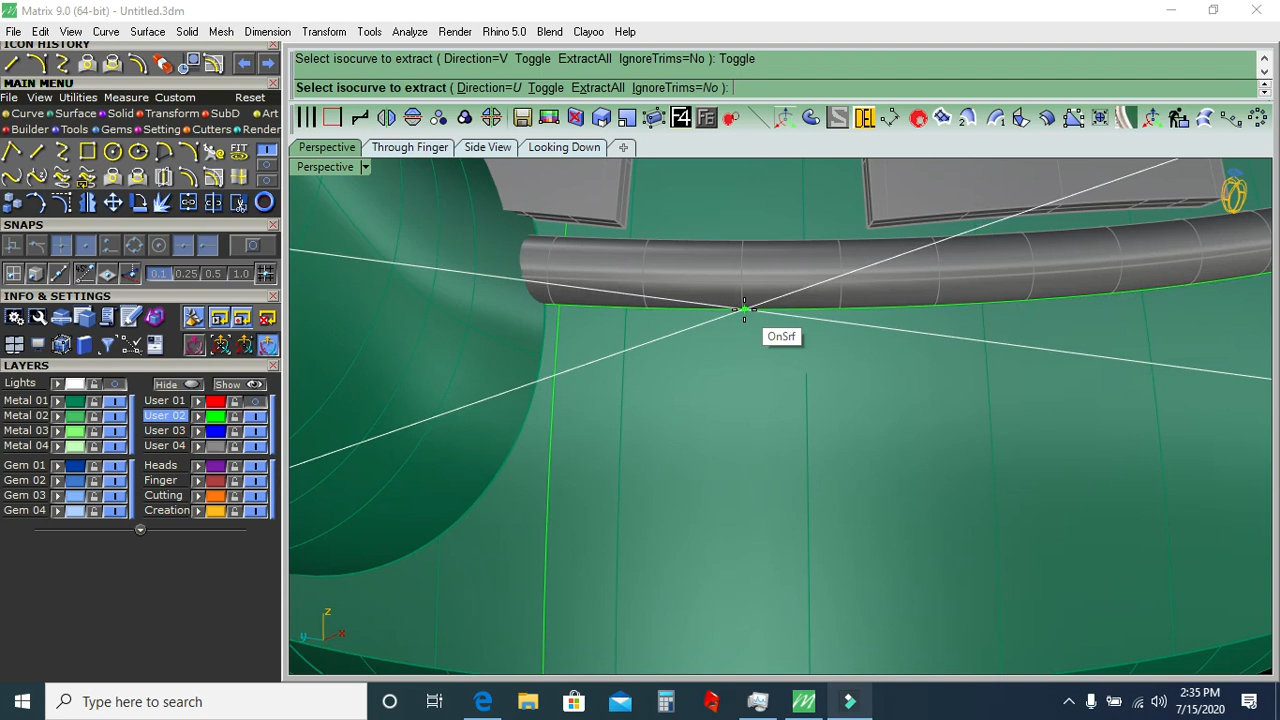 Matrix 9.0 (64-bit) - Untitled.3dm
File Edit View Curve Surface Solid Mesh Dimension Transform Tools Analyze Render Rhino 5.0 Blend Clayoo Help
ICON HISTORY
Select isocurve to extract ( Direction=V Toggle ExtractAll IgnoreTrims=No ): Toggle
Select isocurve to extract ( Direction=U Toggle ExtractAll IgnoreTrims=No ):
MAIN MENU
File View Utilities Measure Custom Reset
Curve Surface Solid Transform SubD Art
Builder Tools Gems Setting Cutters Render
F4 DEL
Perspective Through Finger Side View Looking Down
Perspective
FIT
SNAPS
0.1 0.25 0.5 1.0
INFO & SETTINGS
LAYERS
Lights Hide Show
Metal 01 User 01
Metal 02 User 02
Metal 03 User 03
Metal 04 User 04
Gem 01 Heads
Gem 02 Finger
Gem 03 Cutting
Gem 04 Creation
OnSrf
z
y x
Type here to search
2:35 PM
7/15/2020